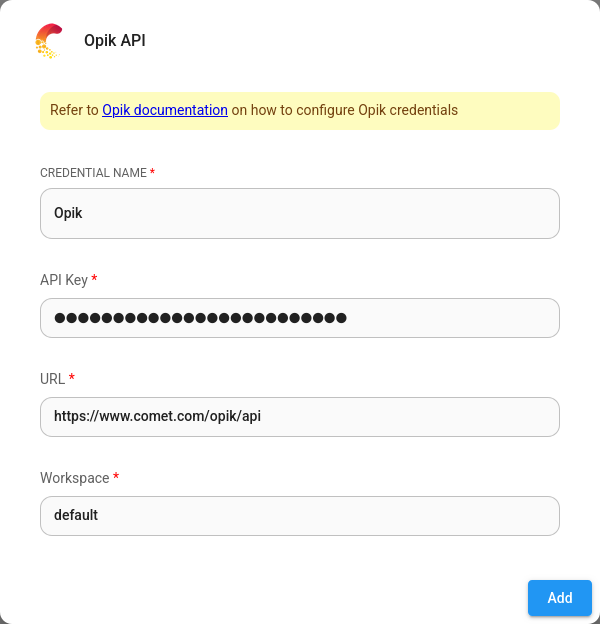 Opik API
Refer to Opik documentation on how to configure Opik credentials
CREDENTIAL NAME *
Opik
API Key *
●●●●●●●●●●●●●●●●●●●●●●●●●
URL *
https://www.comet.com/opik/api
Workspace *
default
Add